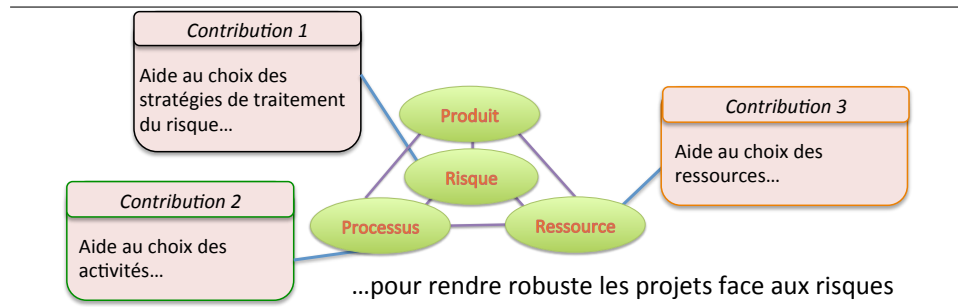 Contribution 1
Aide au choix des
stratégies de traitement
du risque...
Produit
Contribution 3
Aide au choix des
ressources...
Risque
Contribution 2
Aide au choix des
activités...
Processus
Ressource
...pour rendre robuste les projets face aux risques